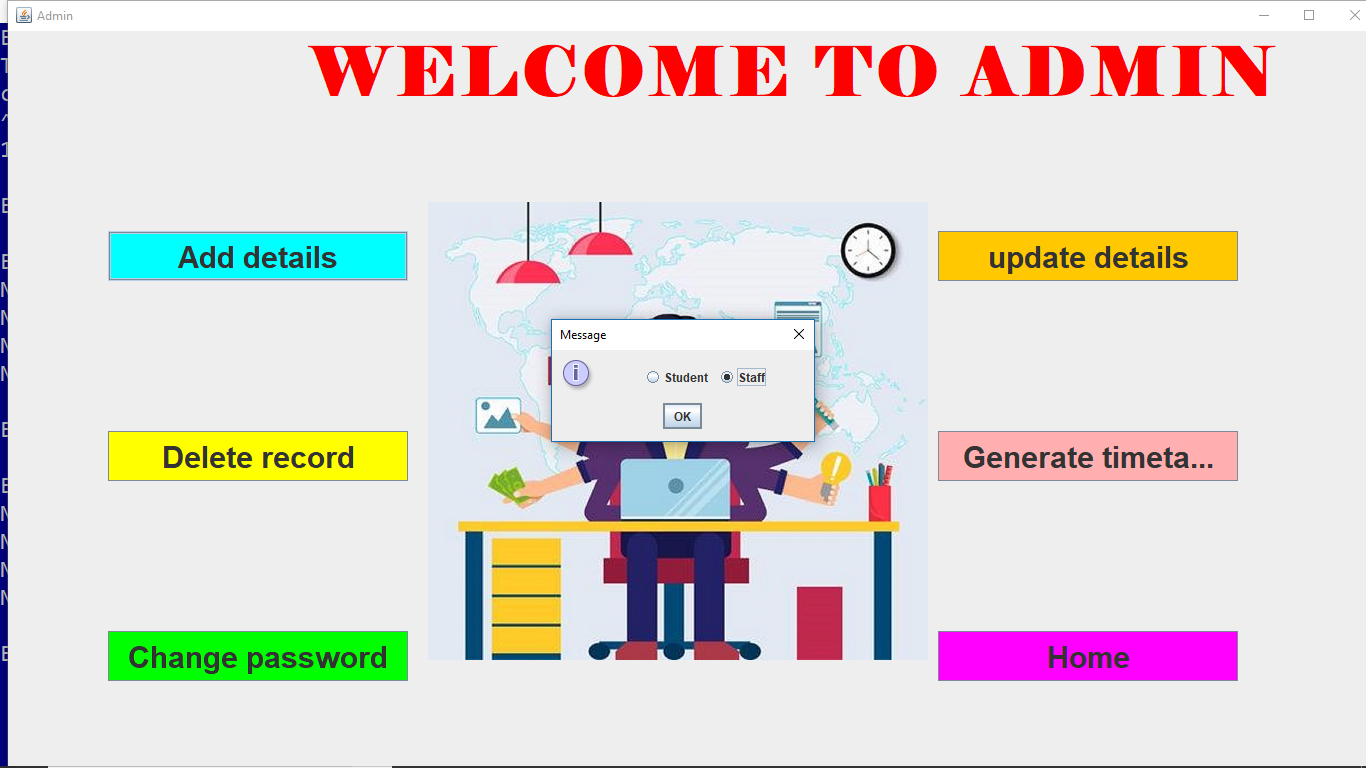 Admin
WELCOME TO ADMIN
Add details
update details
Message
Student Staff
OK
Delete record
Generate timeta...
Change password
Home